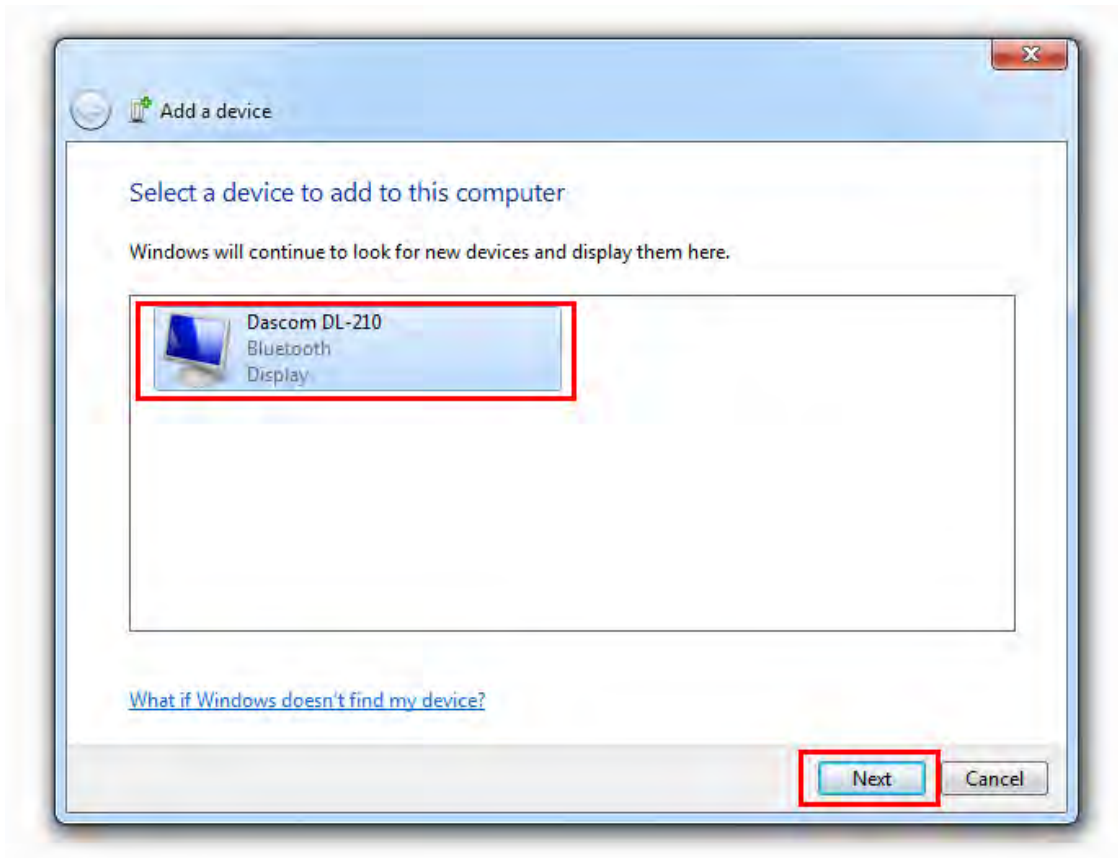 Add a device
Select a device to add to this computer
Windows will continue to look for new devices and display them here.
Dascom DL-210
Bluetooth
Display
What if Windows doesn't find my device?
Next
Cancel